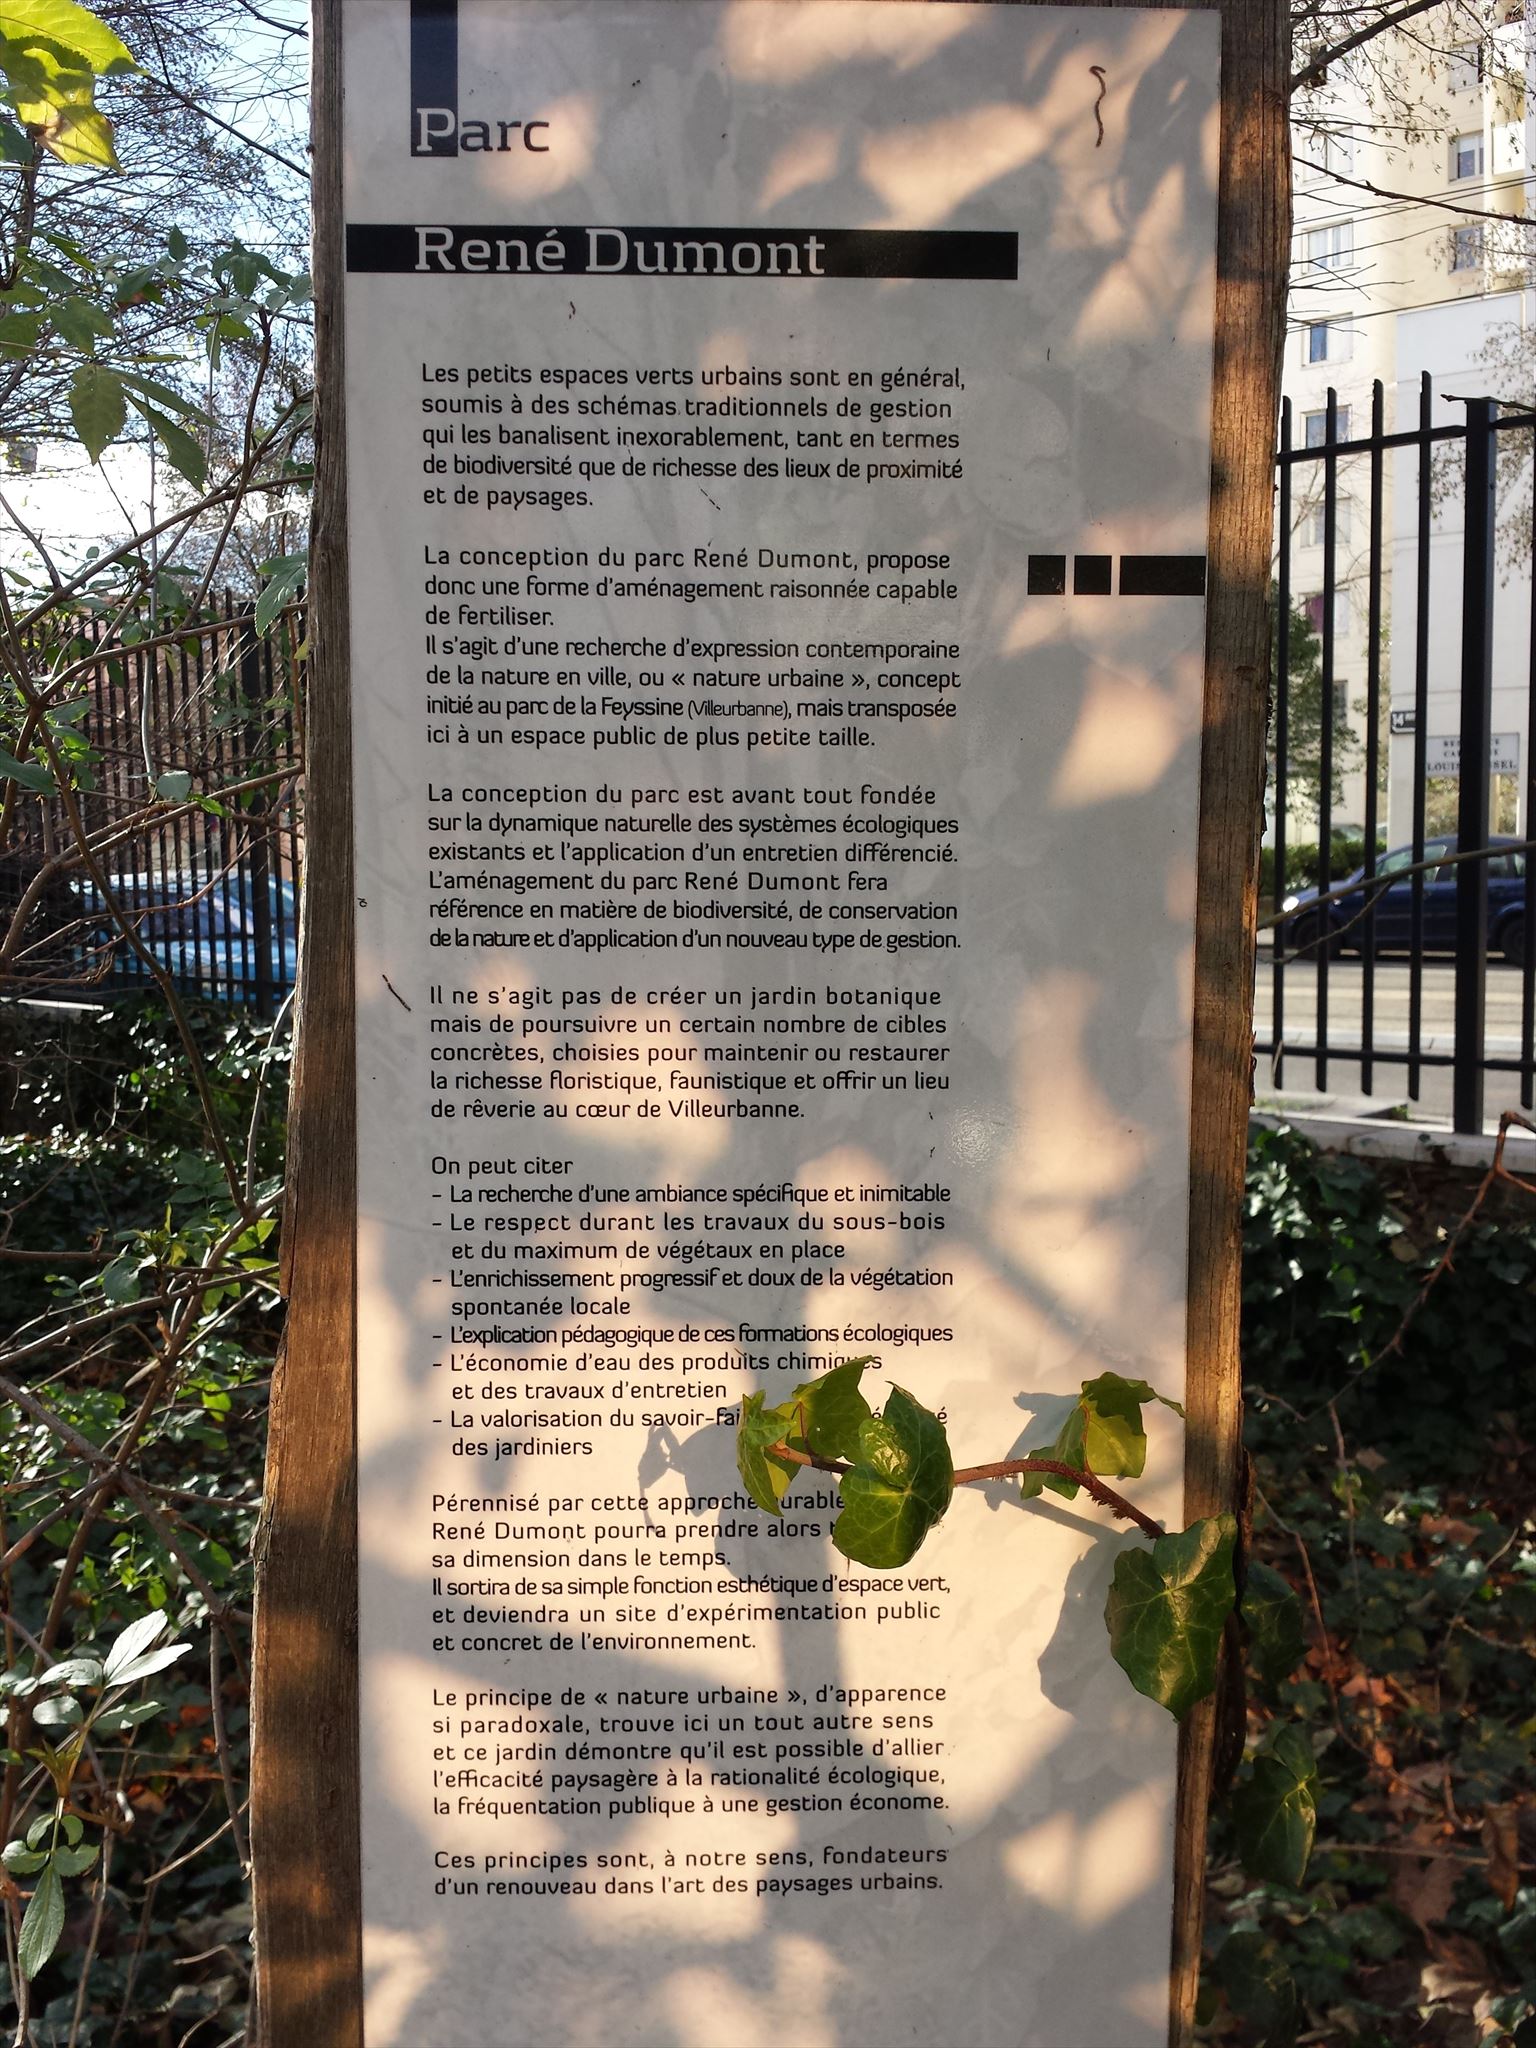 Parc
René Dumont
Les petits espaces verts urbains sont en général,
soumis à des schémas traditionnels de gestion
qui les banalisent inexorablement, tant en termes
de biodiversité que de richesse des lieux de proximité
et de paysages.
La conception du parc René Dumont, propose
donc une forme d'aménagement raisonnée capable
de fertiliser.
Il s'agit d'une recherche d'expression contemporaine
de la nature en ville, ou « nature urbaine », concept
initié au parc de la Feyssine (Villeurbanne), mais transposée
ici à un espace public de plus petite taille.
La conception du parc est avant tout fondée
sur la dynamique naturelle des systèmes écologiques
existants et l'application d'un entretien différencié.
L'aménagement du parc René Dumont fera
référence en matière de biodiversité, de conservation
de la nature et d'application d'un nouveau type de gestion.
Il ne s'agit pas de créer un jardin botanique
mais de poursuivre un certain nombre de cibles
concrètes, choisies pour maintenir ou restaurer
la richesse floristique, faunistique et offrir un lieu
de rêverie au cœur de Villeurbanne.
On peut citer
- La recherche d'une ambiance spécifique et inimitable
- Le respect durant les travaux du sous-bois
et du maximum de végétaux en place
- L'enrichissement progressif et doux de la végétation
spontanée locale
- L'explication pédagogique de ces formations écologiques
- L'économie d'eau des produits chimiques
et des travaux d'entretien
- La valorisation du
des jardiniers
Pérennisé par cette approche durable
René Dumont pourra prendre alors
sa dimension dans le temps.
Il sortira de sa simple fonction esthétique d'espace vert,
et deviendra un site d'expérimentation public
et concret de l'environnement.
Le principe de « nature urbaine », d'apparence
si paradoxale, trouve ici un tout autre sens
et ce jardin démontre qu'il est possible d'allier
l'efficacité paysagère à la rationalité écologique,
la fréquentation publique à une gestion économe.
Ces principes sont, à notre sens, fondateurs
d'un renouveau dans l'art des paysages urbains.